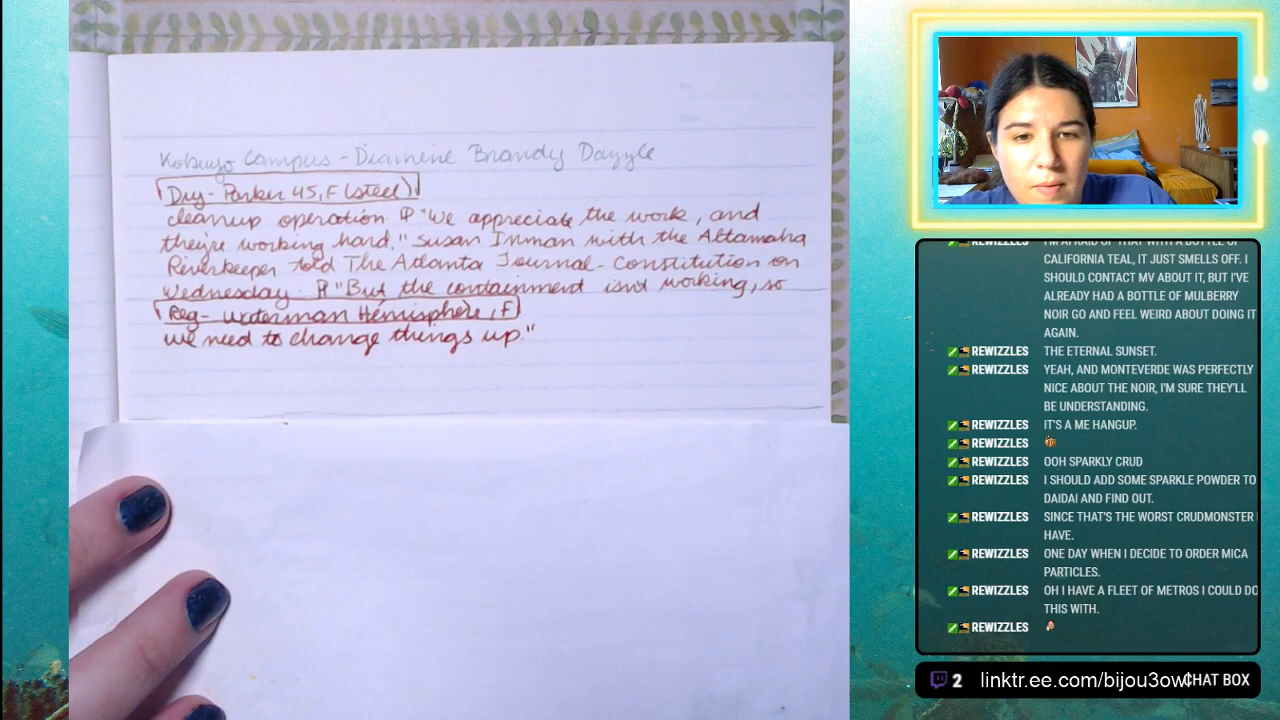 Kokuyo Campus - Diamine Brandy Dazzle
Dry - Parker 45, F (steel)
cleanup operation. ¶ "We appreciate the work, and
they're working hard." Susan Inman with the Altamaha
Riverkeeper told The Atlanta Journal-Constitution on
Wednesday. ¶ "But the containment isn't working, so
Reg - Waterman Hémisphère, F
we need to change things up."
I'M AFRAID OF THAT WITH A BOTTLE OF
REWIZZLES
CALIFORNIA TEAL, IT JUST SMELLS OFF. I
SHOULD CONTACT MV ABOUT IT, BUT I'VE
ALREADY HAD A BOTTLE OF MULBERRY
NOIR GO AND FEEL WEIRD ABOUT DOING IT
AGAIN.
REWIZZLES THE ETERNAL SUNSET.
REWIZZLES YEAH, AND MONTEVERDE WAS PERFECTLY
NICE ABOUT THE NOIR, I'M SURE THEY'LL
BE UNDERSTANDING.
REWIZZLES IT'S A ME HANGUP.
REWIZZLES
REWIZZLES OOH SPARKLY CRUD
REWIZZLES I SHOULD ADD SOME SPARKLE POWDER TO
DAIDAI AND FIND OUT.
REWIZZLES SINCE THAT'S THE WORST CRUDMONSTER I
HAVE.
REWIZZLES ONE DAY WHEN I DECIDE TO ORDER MICA
PARTICLES.
REWIZZLES OH I HAVE A FLEET OF METROS I COULD DO
THIS WITH.
REWIZZLES
2 linktr.ee.com/bijou3owl CHAT BOX